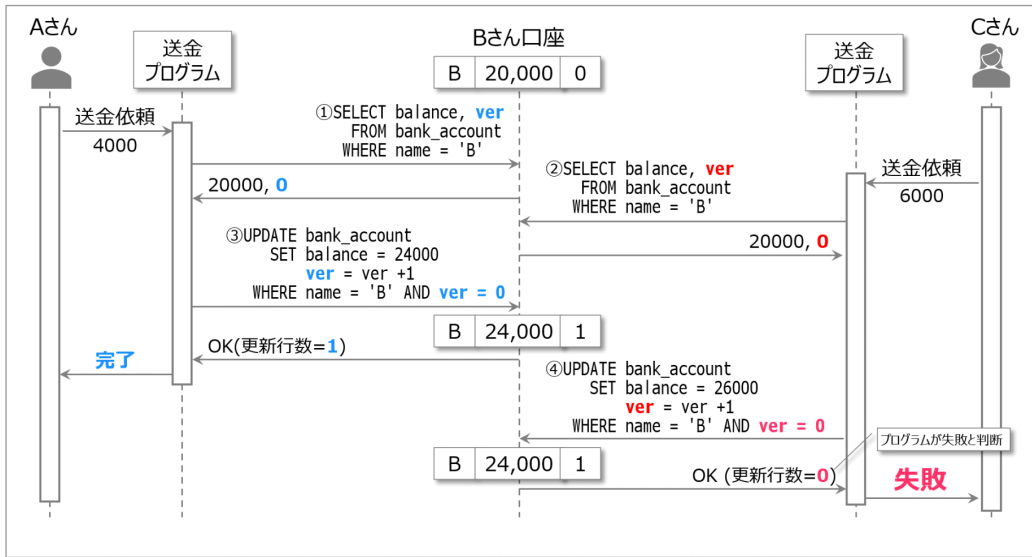 Aさん
送金
プログラム
Bさん口座
B 20,000 0
送金
プログラム
Cさん
送金依頼
4000
①SELECT balance, ver
FROM bank_account
WHERE name = 'B'
20000, 0
②SELECT balance, ver
FROM bank_account
WHERE name = 'B'
送金依頼
6000
20000, 0
③UPDATE bank_account
SET balance = 24000
ver = ver +1
WHERE name = 'B' AND ver = 0
B 24,000 1
OK(更新行数=1)
完了
④UPDATE bank_account
SET balance = 26000
ver = ver +1
WHERE name = 'B' AND ver = 0
プログラムが失敗と判断
B 24,000 1
OK (更新行数=0)
失敗